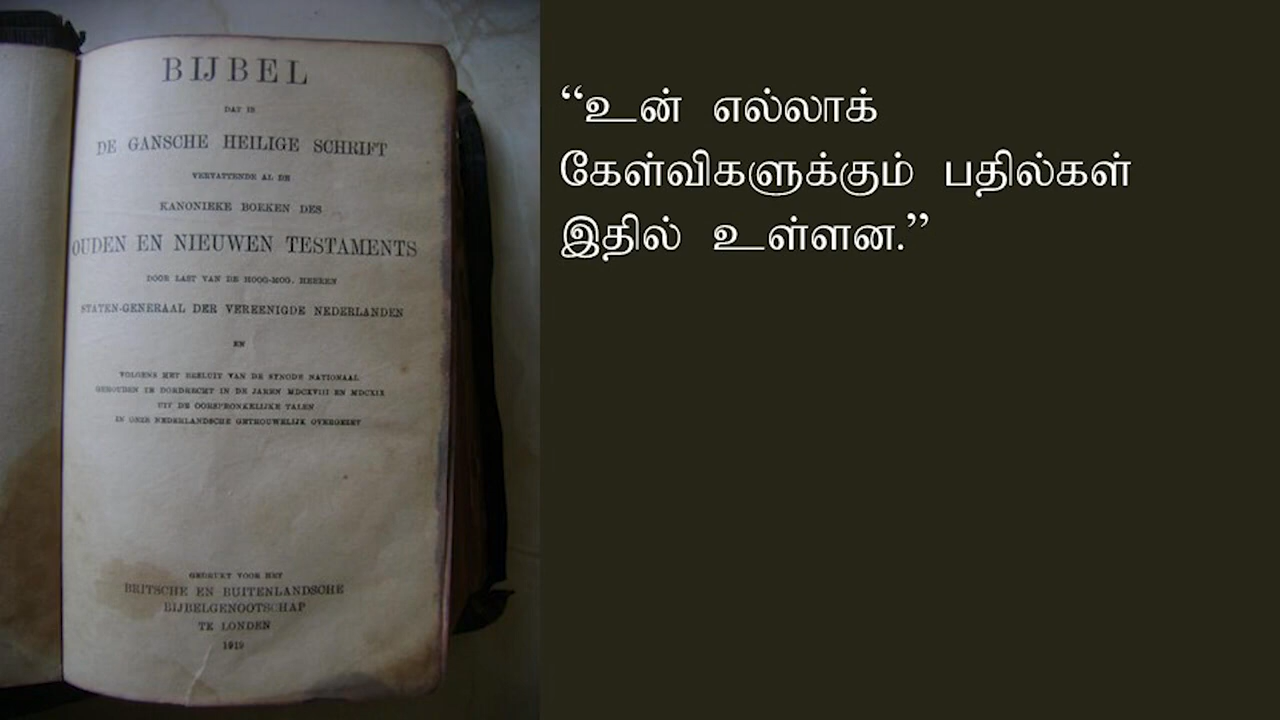 BIJBEL
DAT IS
DE GANSCHE HEILIGE SCHRIFT
VERVATTENDE AL DE
KANONIEKE BOEKEN DES
OUDEN EN NIEUWEN TESTAMENTS
DOOR LAST VAN DE HOOG-MOG. HEEREN
STATEN-GENERAAL DER VEREENIGDE NEDERLANDEN
EN
VOLGENS HET BESLUIT VAN DE SYNODE NATIONAAL
GEHOUDEN TE DORDRECHT IN DE JAREN MDCXVIII EN MDCXIX
UIT DE OORSPRONKELIJKE TALEN
IN ONZE NEDERLANDSCHE GETROUWELIJK OVERGEZET
GEDRUKT VOOR HET
BRITSCHE EN BUITENLANDSCHE
BIJBELGENOOTSCHAP
TE LONDEN
1919
“உன் எல்லாக்
கேள்விகளுக்கும் பதில்கள்
இதில் உள்ளன.”